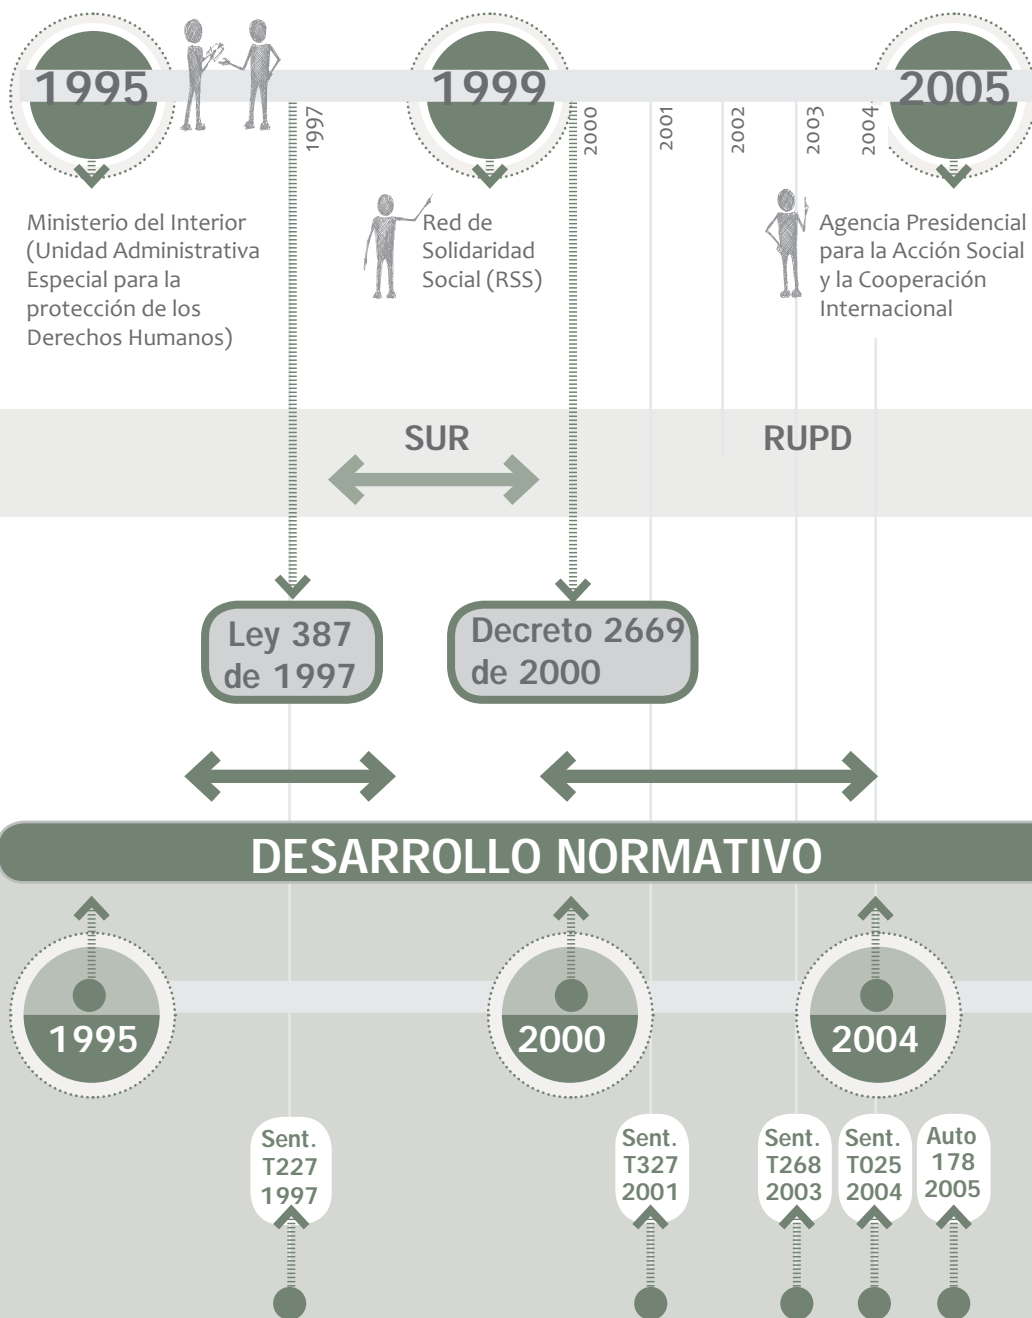 1995
1999
2005
1997
2000
2001
2002
2003
2004
Ministerio del Interior
(Unidad Administrativa
Especial para la
protección de los
Derechos Humanos)
Red de
Solidaridad
Social (RSS)
Agencia Presidencial
para la Acción Social
y la Cooperación
Internacional
SUR
RUPD
Ley 387
de 1997
Decreto 2669
de 2000
DESARROLLO NORMATIVO
1995
2000
2004
Sent.
T227
1997
Sent.
T327
2001
Sent.
T268
2003
Sent.
T025
2004
Auto
178
2005